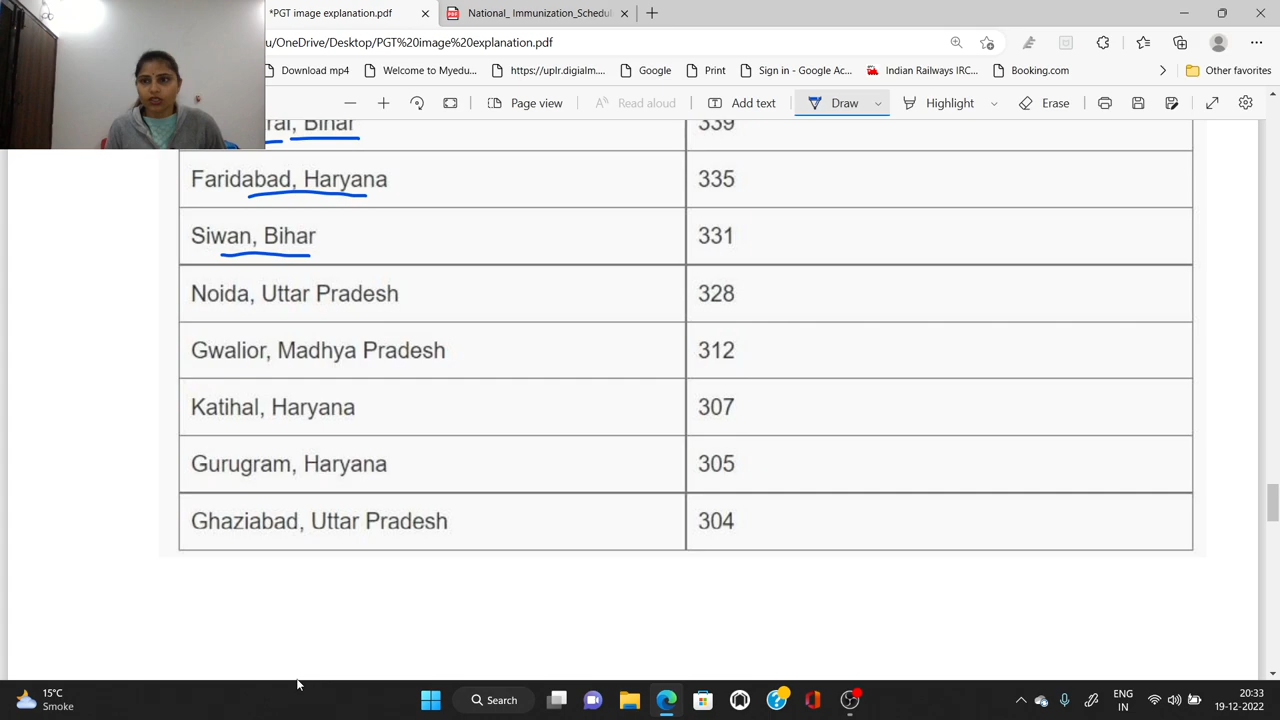 *PGT image explanation.pdf
National_ Immunization_Schedul
u/OneDrive/Desktop/PGT%20image%20explanation.pdf
Download mp4
Welcome to Myedu...
https://uplr.digialm....
Google
Print
Sign in - Google Ac...
Indian Railways IRC...
Booking.com
Other favorites
Page view
Read aloud
Add text
Draw
Highlight
Erase
Bihar 339
Faridabad, Haryana 335
Siwan, Bihar 331
Noida, Uttar Pradesh 328
Gwalior, Madhya Pradesh 312
Katihal, Haryana 307
Gurugram, Haryana 305
Ghaziabad, Uttar Pradesh 304
15°C
Smoke
Search
ENG
IN
20:33
19-12-2022